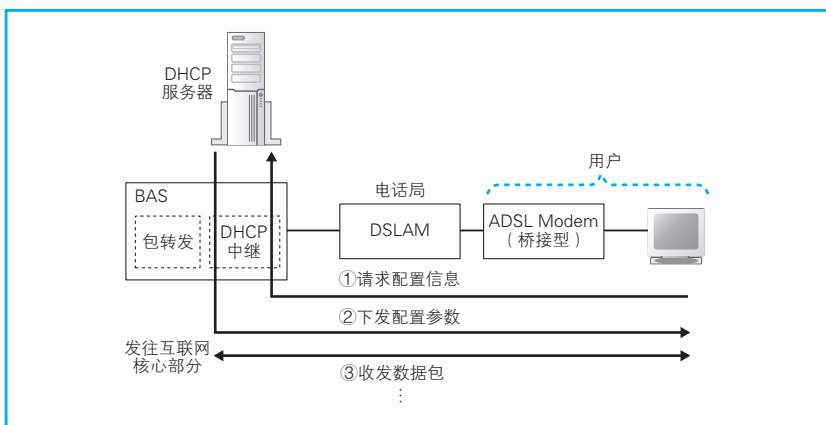 DHCP
服务器
用户
BAS
电话局
包转发
DHCP
中继
DSLAM
ADSL Modem
（桥接型）
①请求配置信息
②下发配置参数
发往互联网
核心部分
③收发数据包
⋮